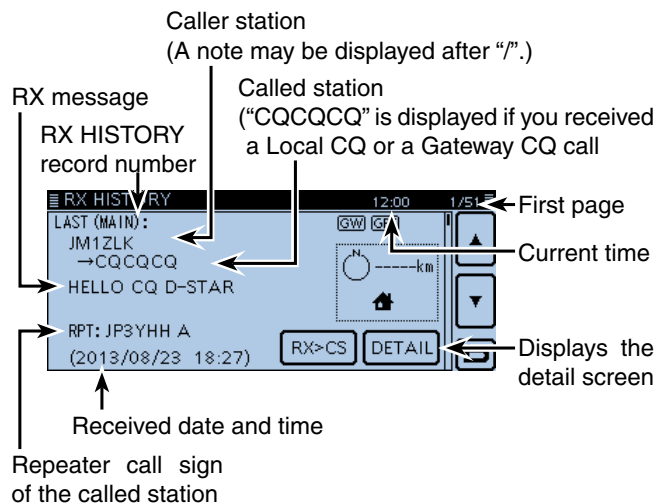 Caller station
(A note may be displayed after “/”.)
Called station
(“CQCQCQ” is displayed if you received
a Local CQ or a Gateway CQ call
RX message
RX HISTORY
record number
RX HISTORY 12:00 1/51
First page
LAST (MAIN): GW
JM1ZLK
→CQCQCQ
Current time
N
-----km
HELLO CQ D-STAR
RPT: JP3YHH A
(2013/08/23 18:27)
RX>CS DETAIL
Displays the
detail screen
Received date and time
Repeater call sign
of the called station